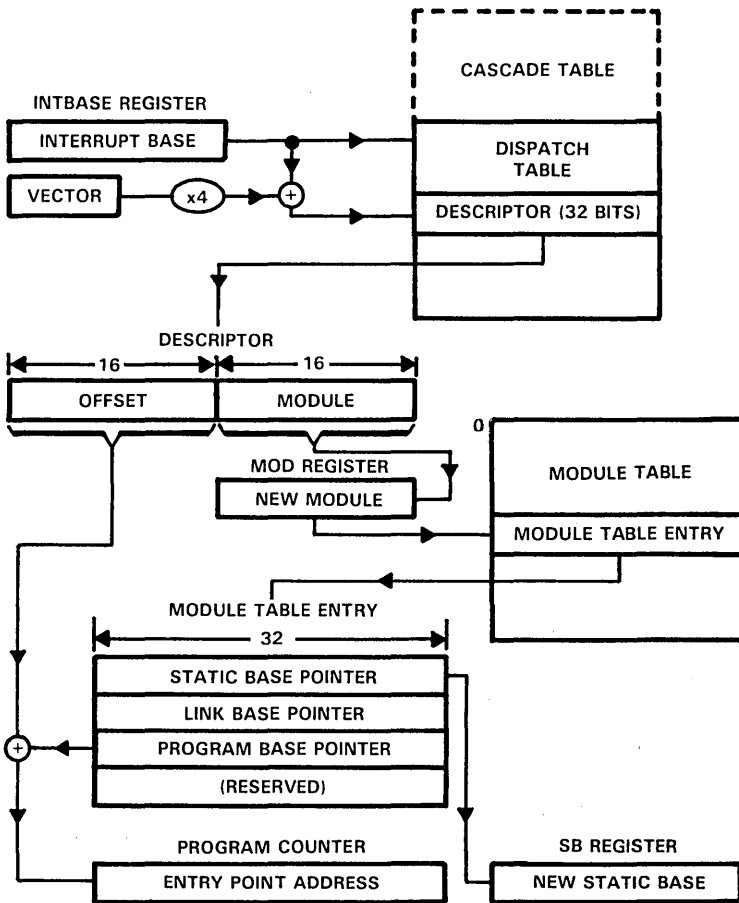 CASCADE TABLE
INTBASE REGISTER
INTERRUPT BASE
DISPATCH
TABLE
VECTOR
x4
+
DESCRIPTOR (32 BITS)
DESCRIPTOR
16
16
OFFSET
MODULE
0
MOD REGISTER
NEW MODULE
MODULE TABLE
MODULE TABLE ENTRY
MODULE TABLE ENTRY
32
STATIC BASE POINTER
LINK BASE POINTER
+
PROGRAM BASE POINTER
(RESERVED)
PROGRAM COUNTER
SB REGISTER
ENTRY POINT ADDRESS
NEW STATIC BASE